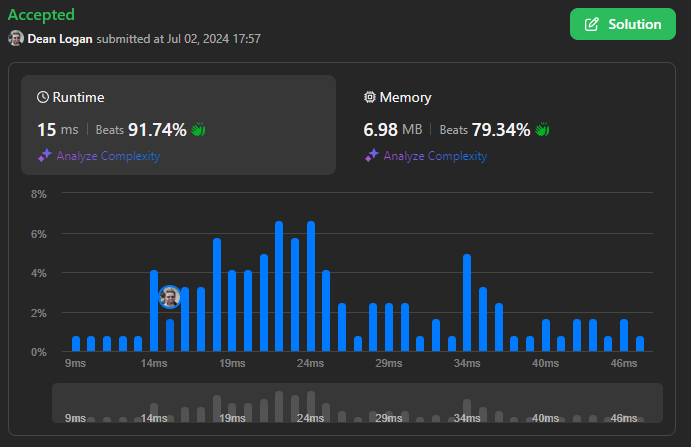 Accepted
Dean Logan submitted at Jul 02, 2024 17:57
Solution
Runtime
15 ms | Beats 91.74%
Analyze Complexity
Memory
6.98 MB | Beats 79.34%
Analyze Complexity
8%
6%
4%
2%
0%
9ms 14ms 19ms 24ms 29ms 34ms 40ms 46ms
9ms 14ms 19ms 24ms 29ms 34ms 40ms 46ms